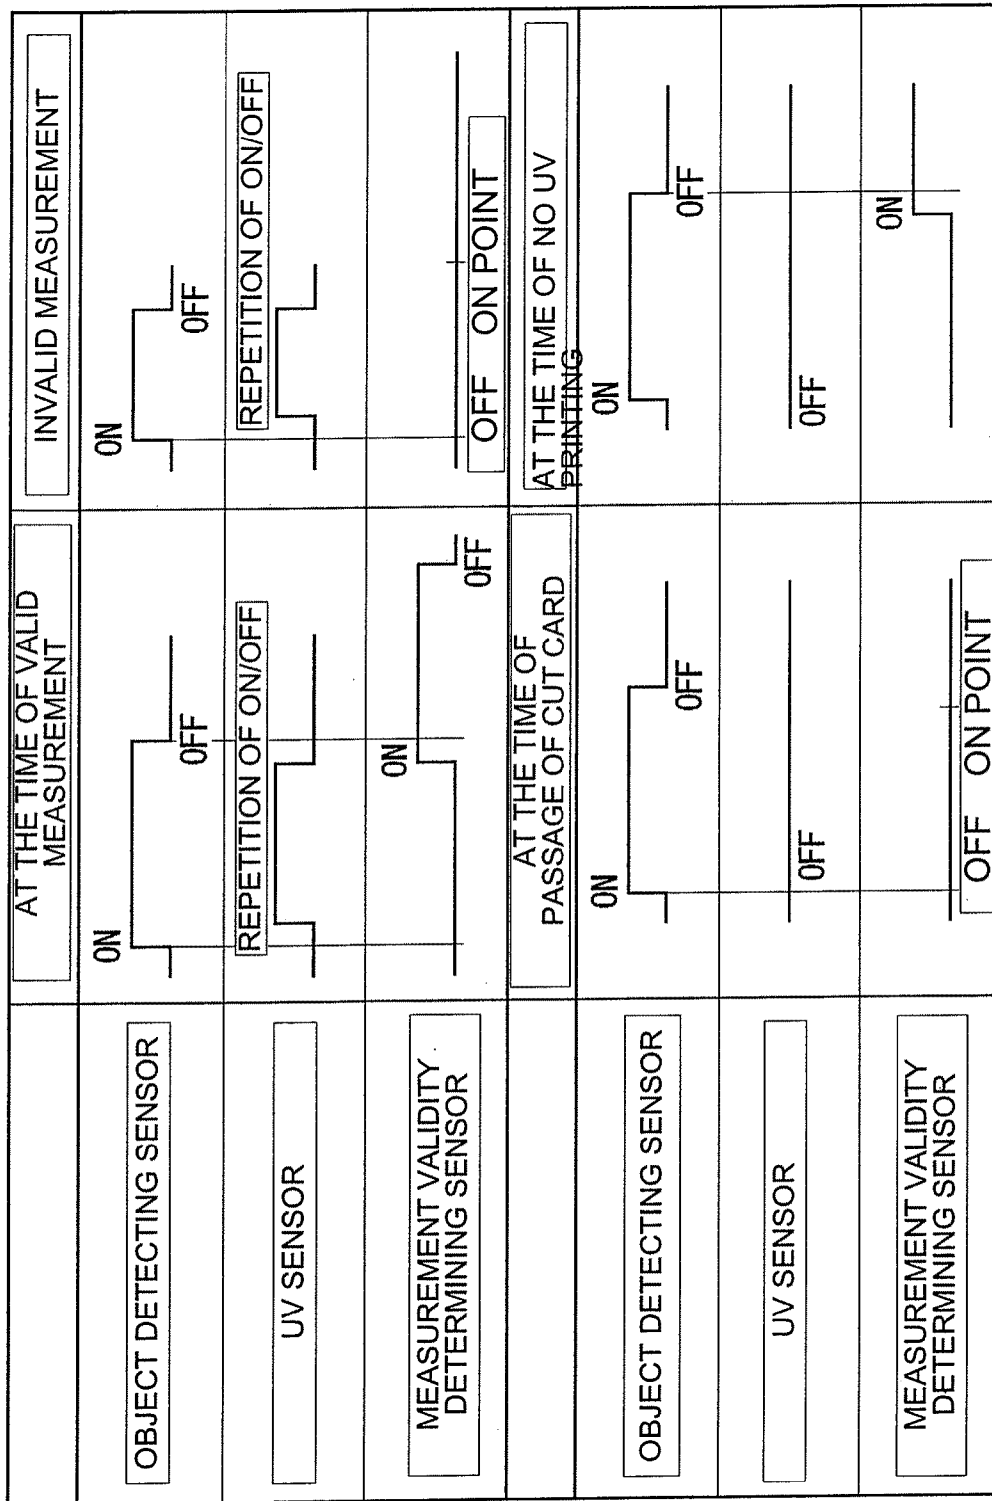 AT THE TIME OF VALID
MEASUREMENT
INVALID MEASUREMENT
OBJECT DETECTING SENSOR
ON
OFF
ON
OFF
UV SENSOR
REPETITION OF ON/OFF
REPETITION OF ON/OFF
MEASUREMENT VALIDITY
DETERMINING SENSOR
ON
OFF
OFF ON POINT
AT THE TIME OF
PASSAGE OF CUT CARD
AT THE TIME OF NO UV
PRINTING
OBJECT DETECTING SENSOR
ON
OFF
ON
OFF
UV SENSOR
OFF
OFF
MEASUREMENT VALIDITY
DETERMINING SENSOR
OFF ON POINT
ON